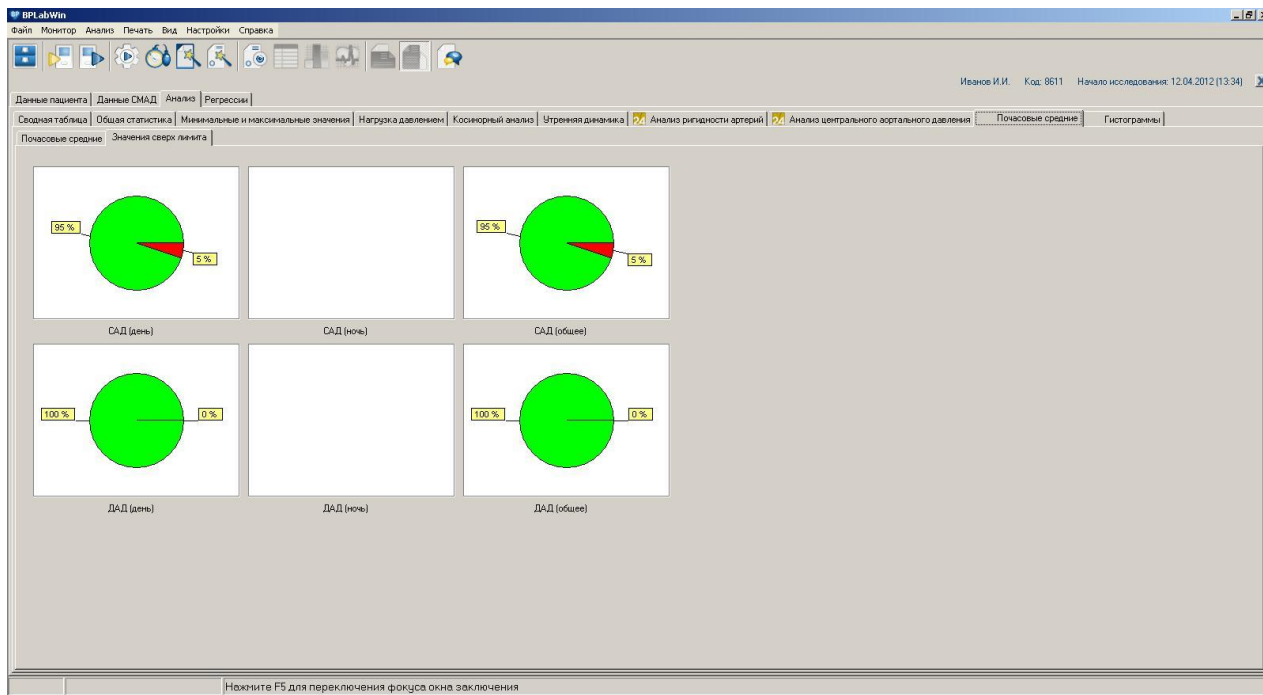 BPLabWin
Файл Монитор Анализ Печать Вид Настройки Справка
Иванов И.И. Код: 8611 Начало исследования: 12.04.2012 (13:34)
Данные пациента Данные СМАД Анализ Регрессии
Сводная таблица Общая статистика Минимальные и максимальные значения Нагрузка давлением Косинорный анализ Утренняя динамика 24 Анализ ригидности артерий 24 Анализ центрального аортального давления Почасовые средние Гистограммы
Почасовые средние Значения сверх лимита
95 % 5 % 95 % 5 %
САД (день) САД (ночь) САД (общее)
100 % 0 % 100 % 0 %
ДАД (день) ДАД (ночь) ДАД (общее)
Нажмите F5 для переключения фокуса окна заключения